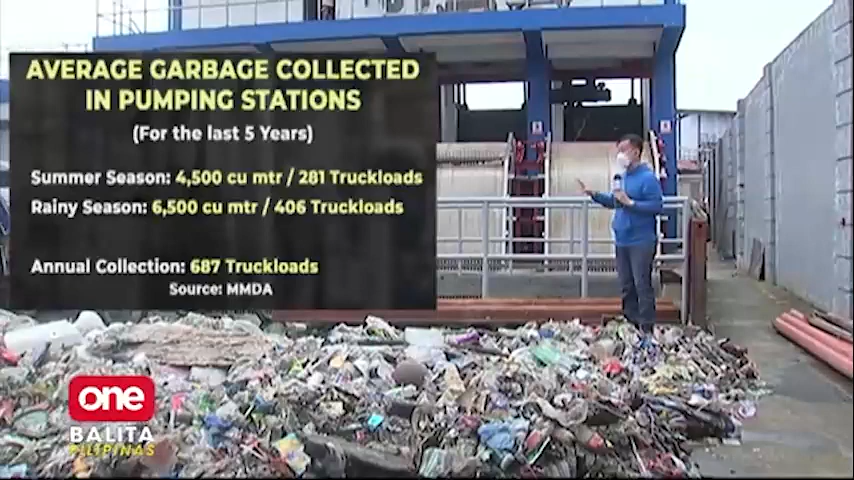 AVERAGE GARBAGE COLLECTED
IN PUMPING STATIONS
(For the last 5 Years)
Summer Season: 4,500 cu mtr / 281 Truckloads
Rainy Season: 6,500 cu mtr / 406 Truckloads
Annual Collection: 687 Truckloads
Source: MMDA
one
BALITA
PILIPINAS